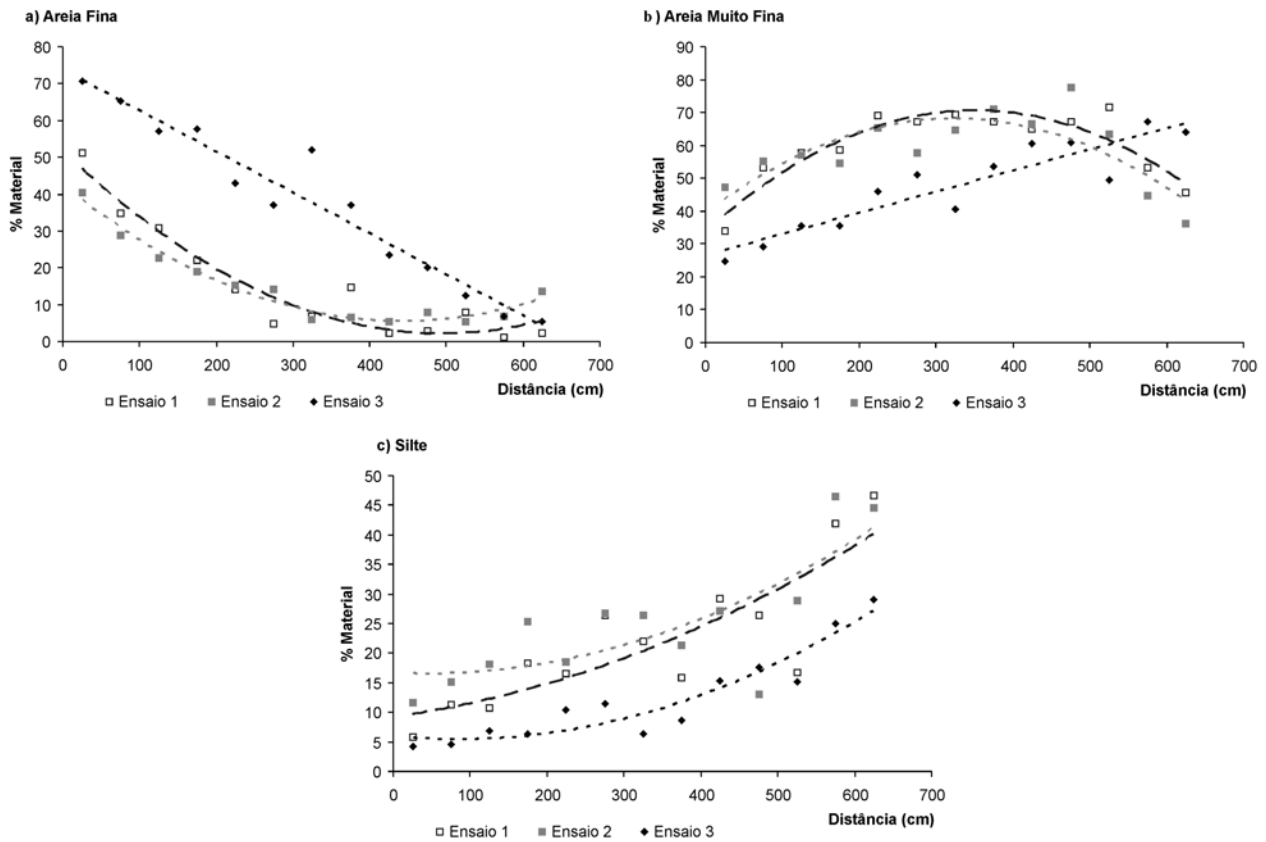 a) Areia Fina
% Material
80
70
60
50
40
30
20
10
0
0 100 200 300 400 500 600 700
Distância (cm)
Ensaio 1 Ensaio 2 Ensaio 3
b) Areia Muito Fina
% Material
90
80
70
60
50
40
30
20
10
0
0 100 200 300 400 500 600 700
Distância (cm)
Ensaio 1 Ensaio 2 Ensaio 3
c) Silte
% Material
50
45
40
35
30
25
20
15
10
5
0
0 100 200 300 400 500 600 700
Distância (cm)
Ensaio 1 Ensaio 2 Ensaio 3